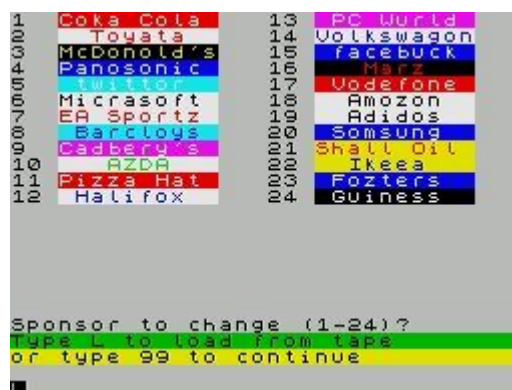 1 Coka Cola
2 Toyata
3 McDonold's
4 Panosonic
5 twittor
6 Micrasoft
7 EA Sportz
8 Barcloys
9 Cadbery's
10 AZDA
11 Pizza Hat
12 Halifox
13 PC Wurld
14 Volkswagon
15 facebuck
16 Marz
17 Vodefone
18 Amozon
19 Adidos
20 Somsung
21 Shall Oil
22 Ikeea
23 Fozters
24 Guiness
Sponsor to change (1-24)?
Type L to load from tape
or type 99 to continue
L